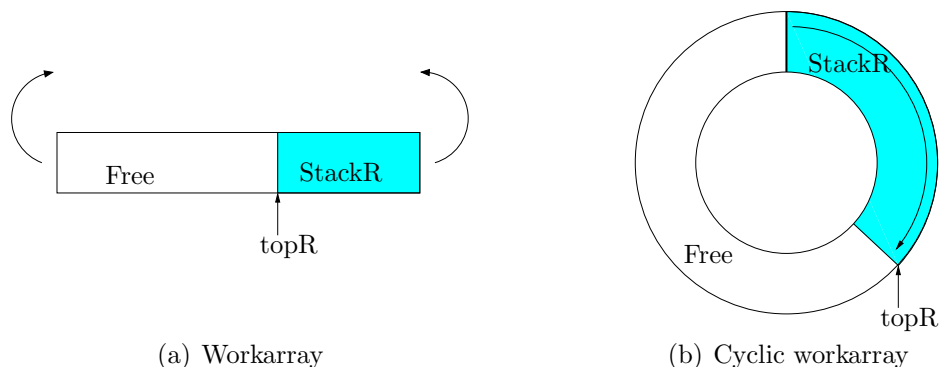 Free
StackR
topR
(a) Workarray
StackR
Free
topR
(b) Cyclic workarray